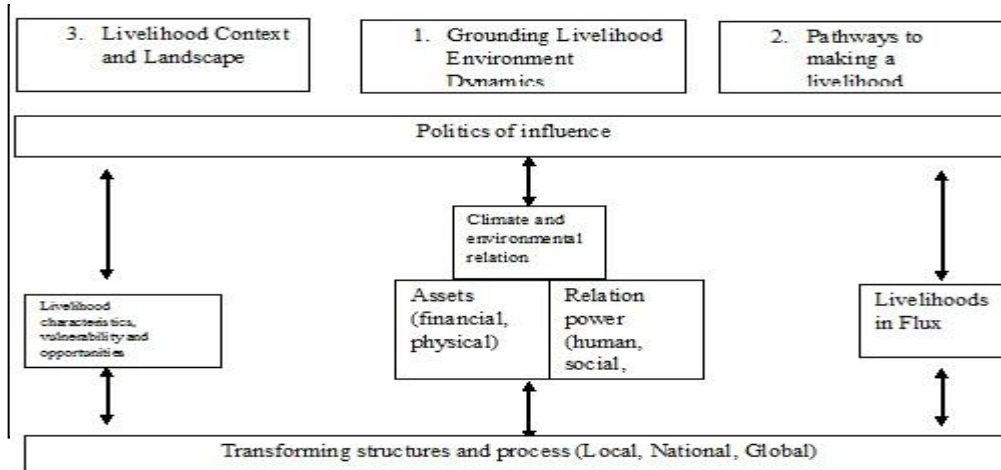 3. Livelihood Context
and Landscape
1. Grounding Livelihood
Environment
Dynamics
2. Pathways to
making a
livelihood
Politics of influence
Climate and
environmental
relation
Livelihood
characteristics,
vulnerability and
opportunities
Assets
(financial,
physical)
Relation
power
(human,
social,
Livelihoods
in Flux
Transforming structures and process (Local, National, Global)